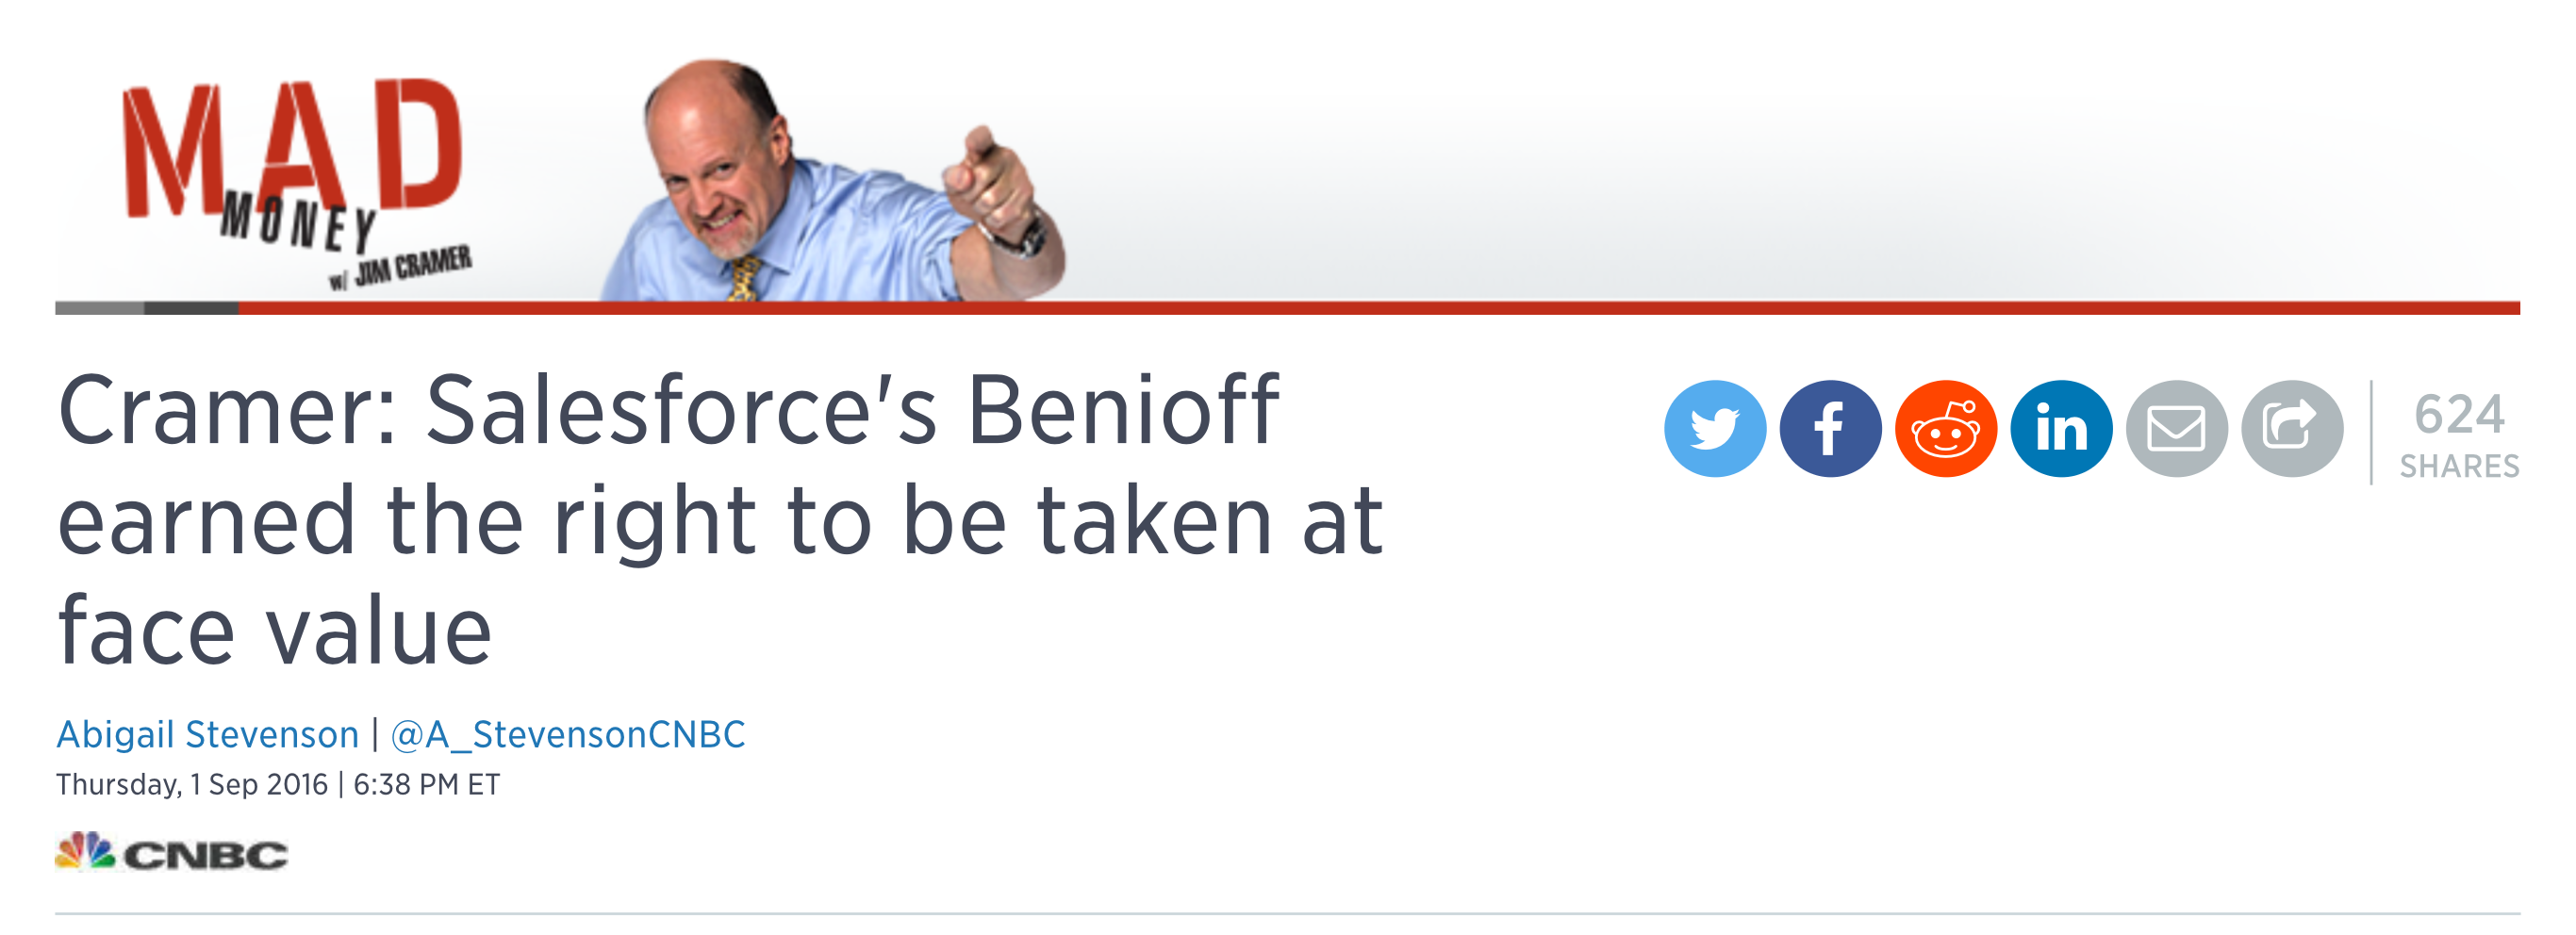 MAD
MONEY
w/ JIM CRAMER
Cramer: Salesforce's Benioff
earned the right to be taken at
face value
624
SHARES
Abigail Stevenson | @A_StevensonCNBC
Thursday, 1 Sep 2016 | 6:38 PM ET
CNBC